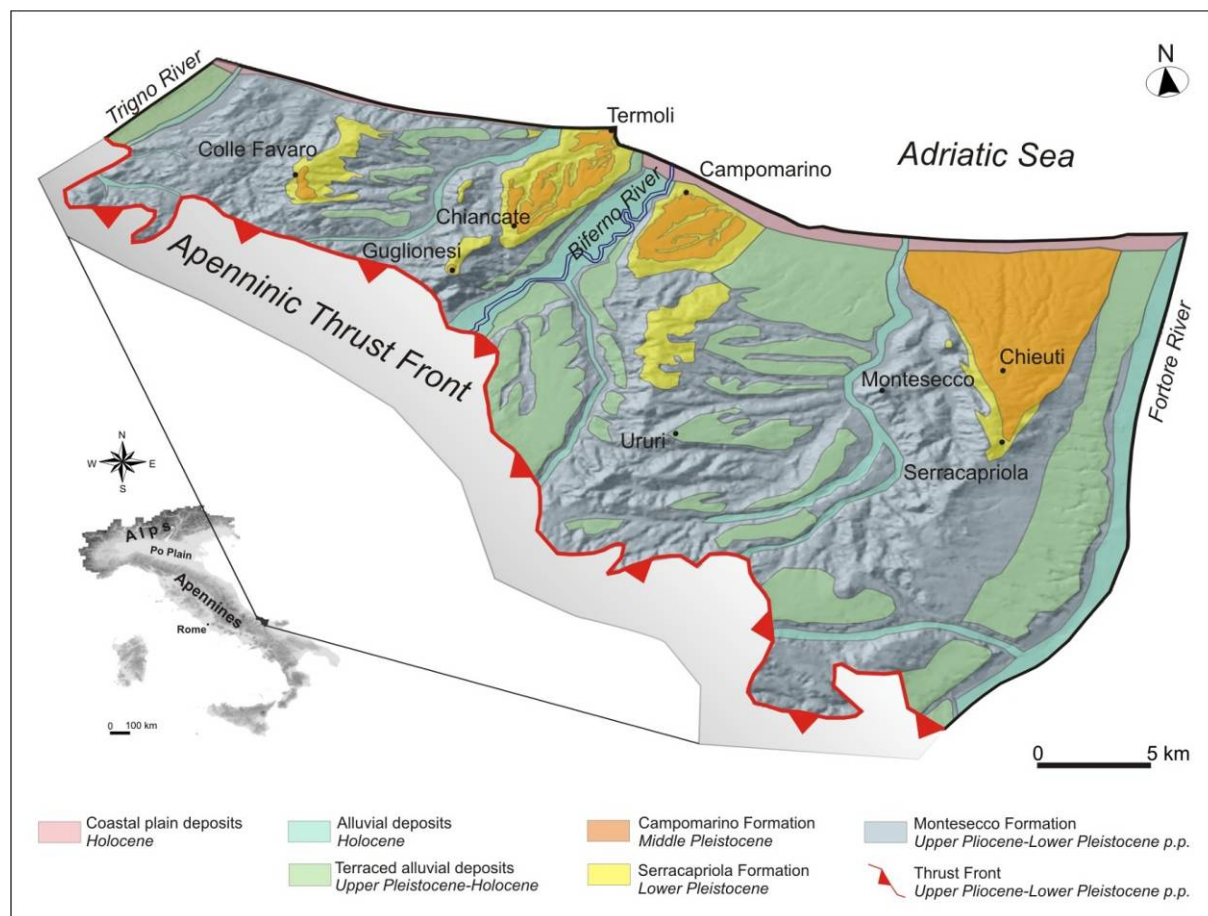 N
Trigno River
Termoli
Colle Favaro
Campomarino
Adriatic Sea
Chiancate
Biferno River
Guglionesi
Apenninic Thrust Front
Chieuti
Montesecco
Fortore River
Ururi
Serracapriola
N
W E
S
Alps
Po Plain
Apennines
Rome
0 100 km
0 5 km
Coastal plain deposits
Holocene
Alluvial deposits
Holocene
Terraced alluvial deposits
Upper Pleistocene-Holocene
Campomarino Formation
Middle Pleistocene
Serracapriola Formation
Lower Pleistocene
Montesecco Formation
Upper Pliocene-Lower Pleistocene p.p.
Thrust Front
Upper Pliocene-Lower Pleistocene p.p.